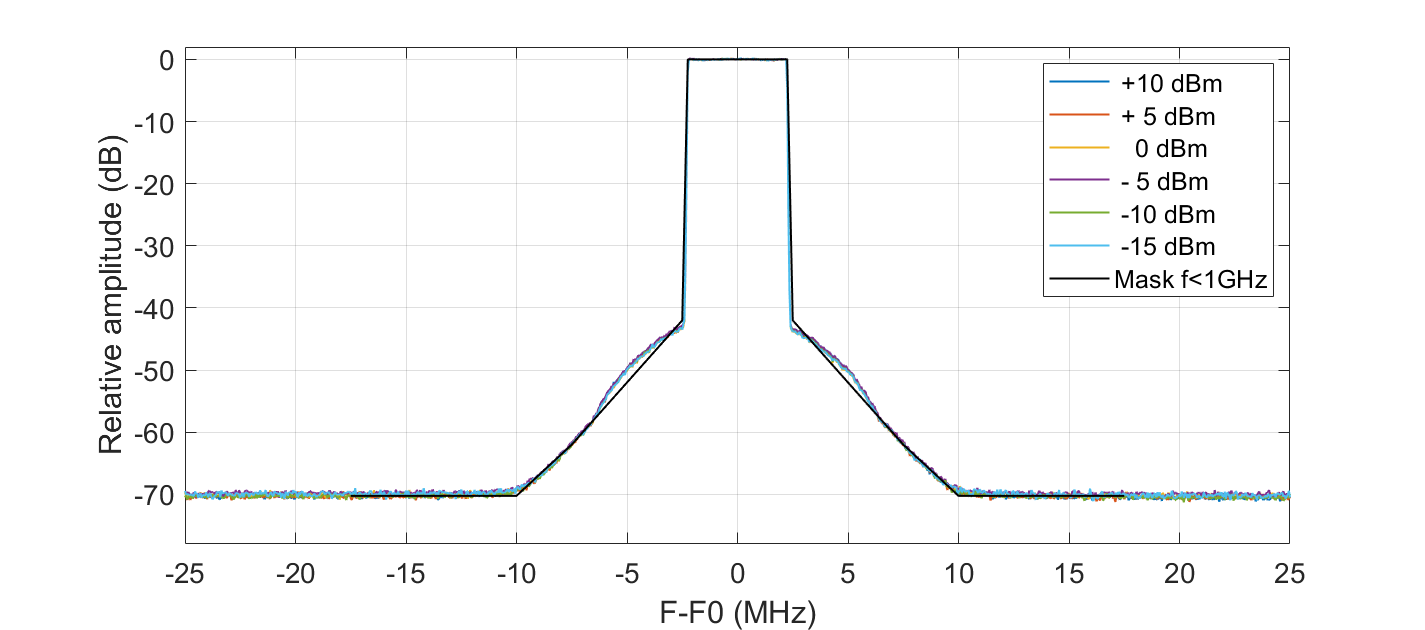 0
-10
-20
-30
-40
-50
-60
-70
Relative amplitude (dB)
+10 dBm
+ 5 dBm
0 dBm
- 5 dBm
-10 dBm
-15 dBm
Mask f<1GHz
-25 -20 -15 -10 -5 0 5 10 15 20 25
F-F0 (MHz)